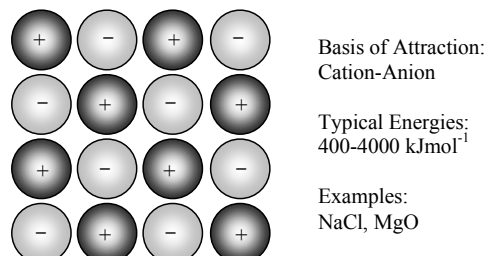 + − + −
− + − +
+ − + −
− + − +
Basis of Attraction:
Cation-Anion
Typical Energies:
400-4000 kJmol⁻¹
Examples:
NaCl, MgO